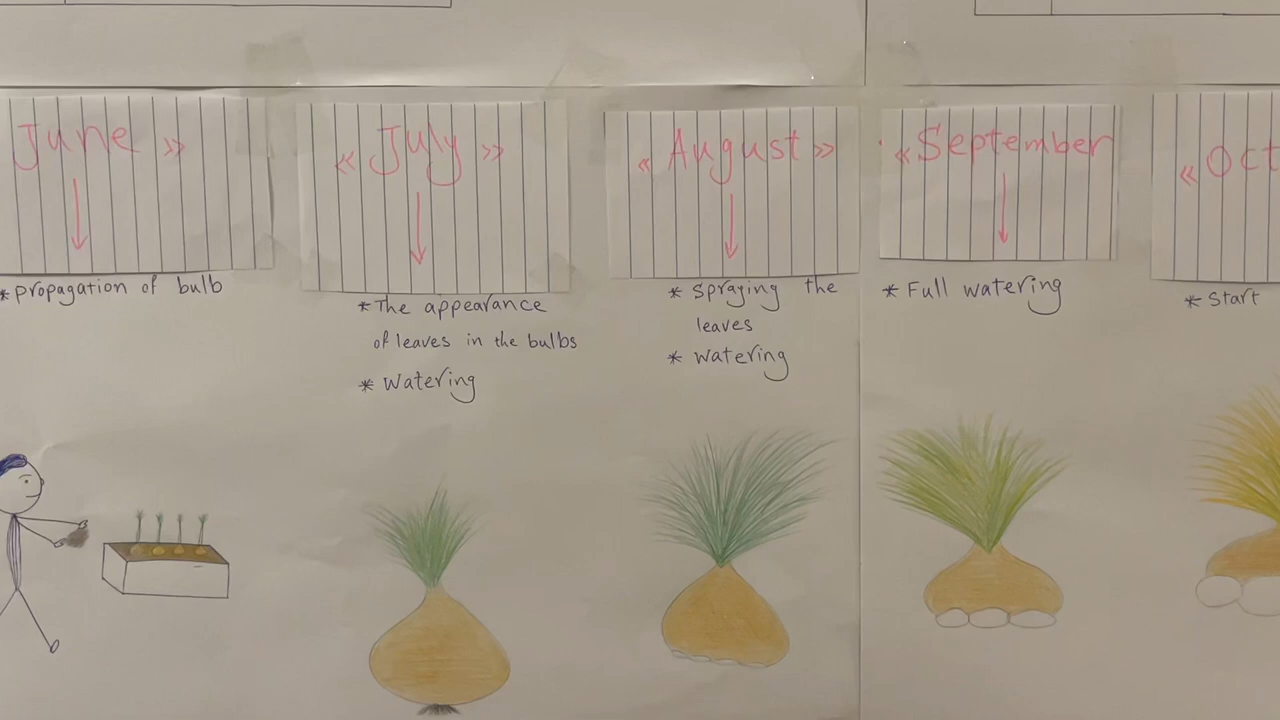 June »
« July »
« August »
« September
« Oct
* propagation of bulb
* The appearance
of leaves in the bulbs
* watering
* spraying the
leaves
* watering
* Full watering
* start